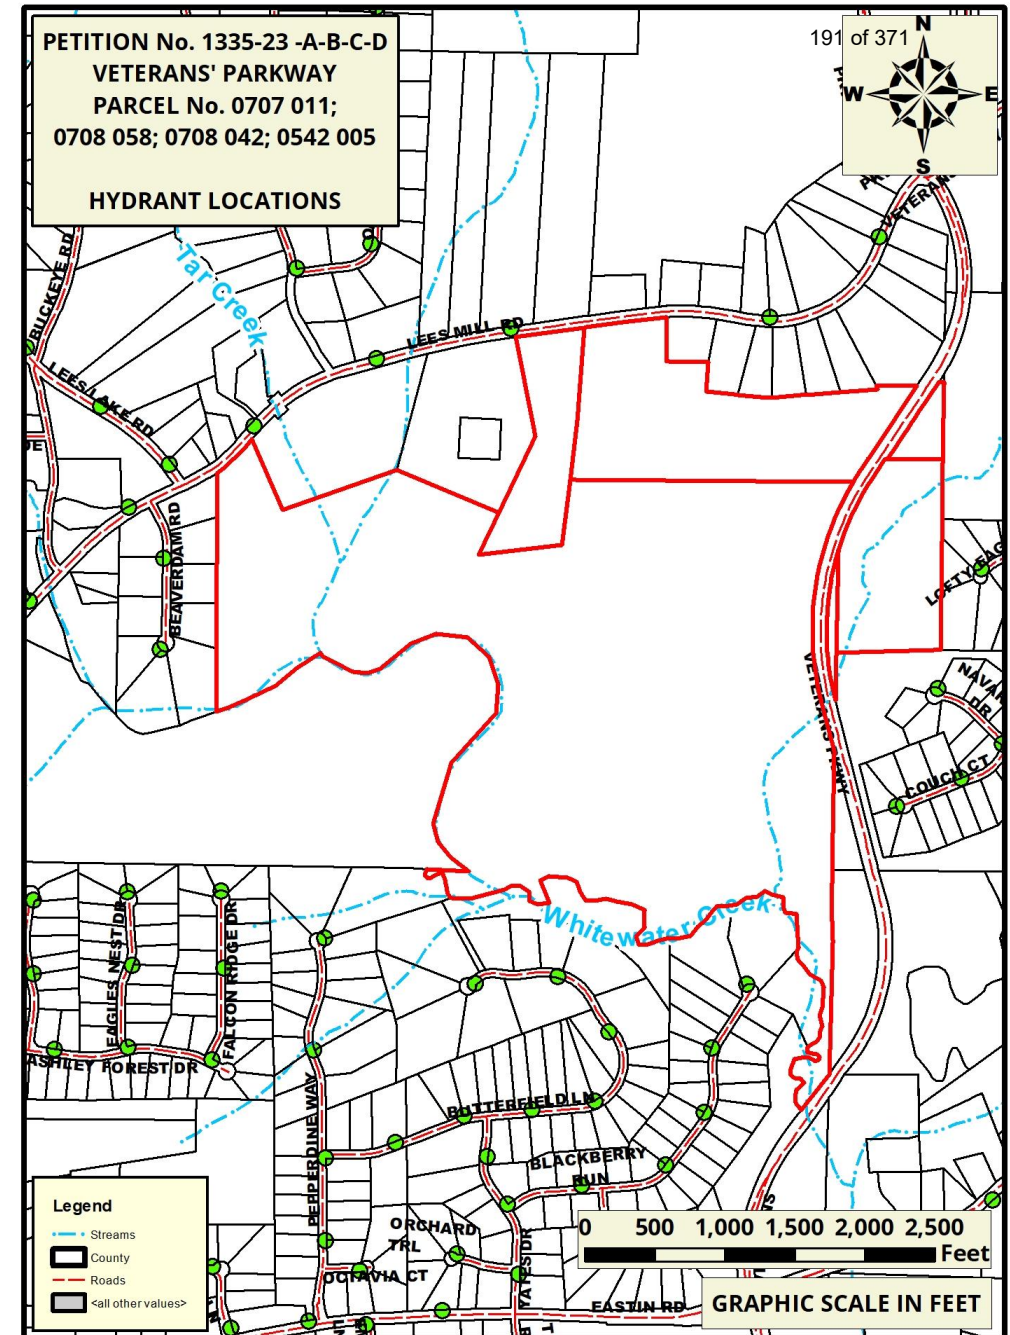 PETITION No. 1335-23 -A-B-C-D
VETERANS' PARKWAY
PARCEL No. 0707 011;
0708 058; 0708 042; 0542 005
HYDRANT LOCATIONS
191 of 371
N
W
E
S
VETERANS
BUCKEYE RD
Tar Creek
LEES MILL RD
LEES LAKE RD
BEAVERDAM RD
LOFTY EAG
VETERANS PKWY
NAVA
DR
COUCH CT
Whitewater Creek
EAGLES NEST DR
FALCON RIDGE DR
ASHLEY FOREST DR
PEPPERDINE WAY
BUTTERFIELD LN
BLACKBERRY
RUN
ORCHARD
TRL
OCTAVIA CT
YATES DR
EASTIN RD
Legend
Streams
County
Roads
<all other values>
0 500 1,000 1,500 2,000 2,500
Feet
GRAPHIC SCALE IN FEET